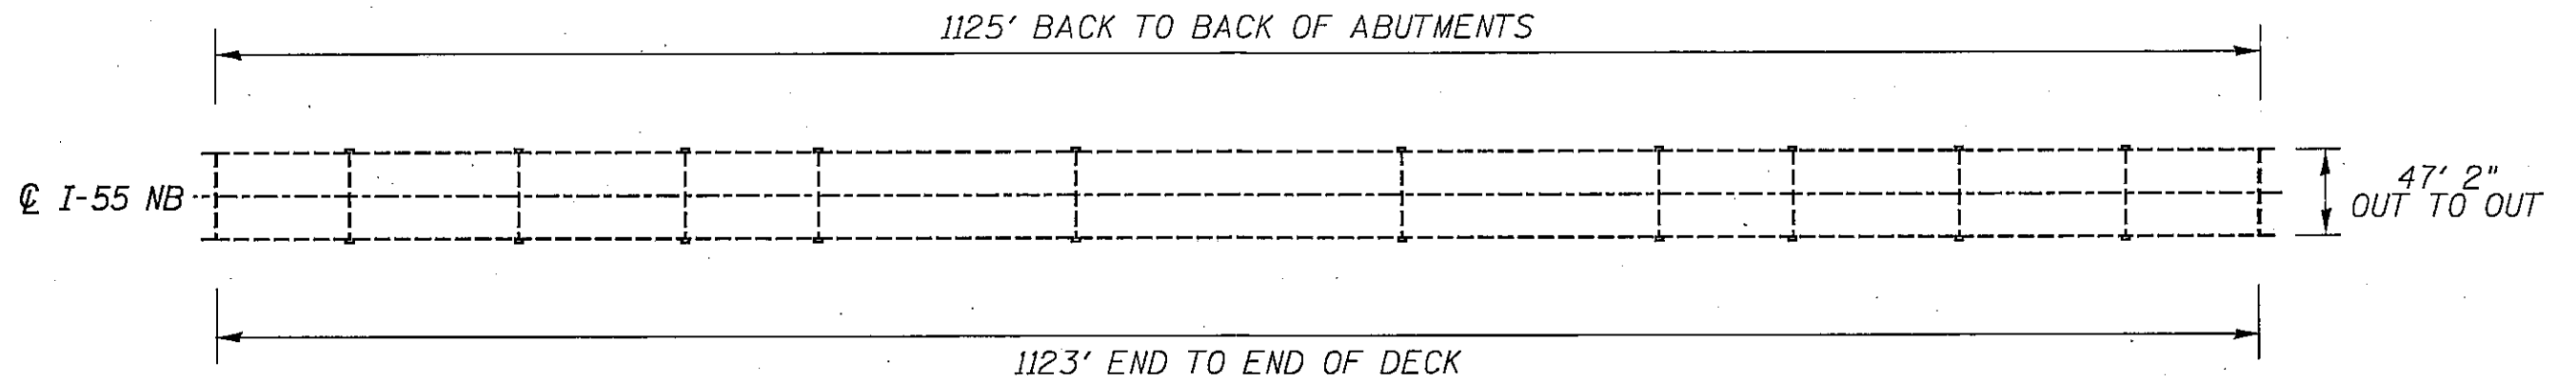 1125' BACK TO BACK OF ABUTMENTS
℄ I-55 NB
47' 2"
OUT TO OUT
1123' END TO END OF DECK